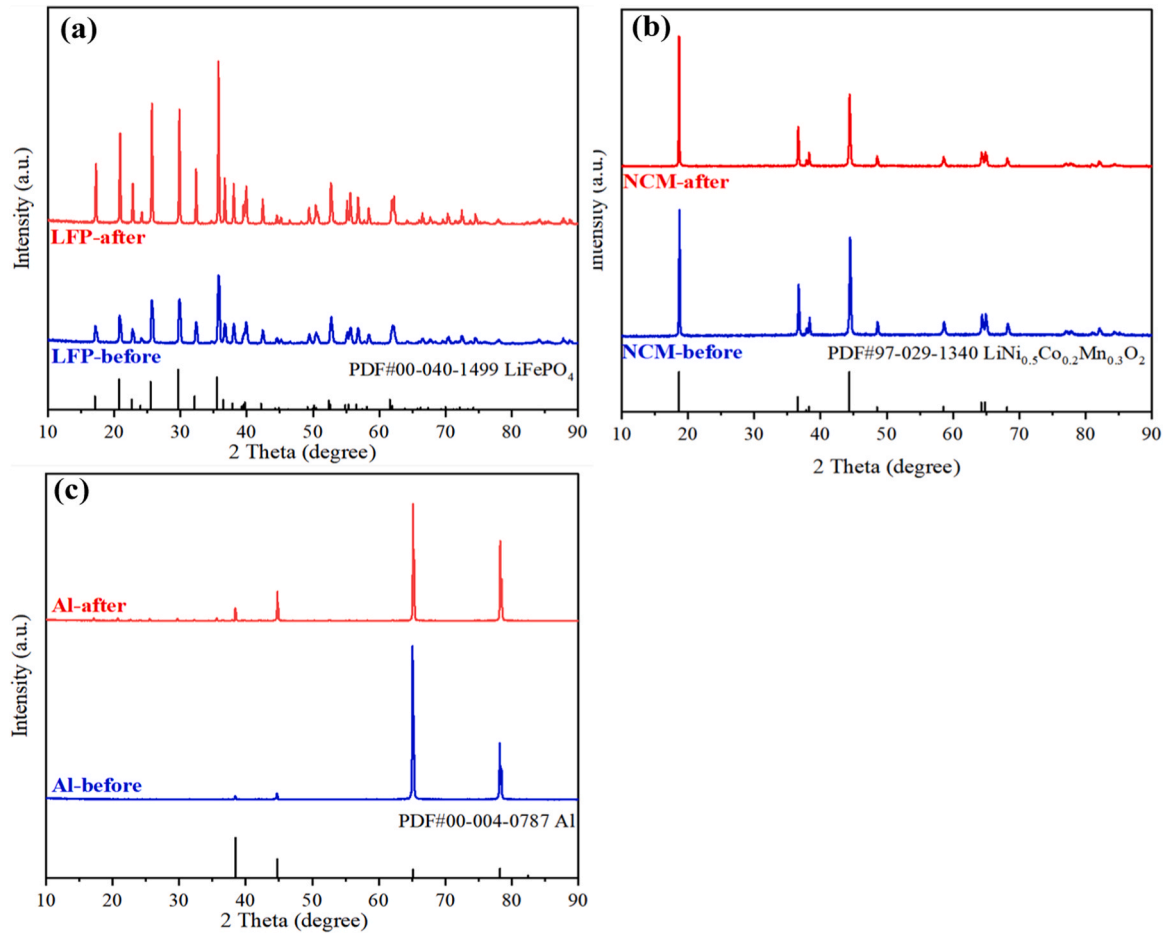 (a)
Intensity (a.u.)
LFP-after
LFP-before
PDF#00-040-1499 LiFePO4
10 20 30 40 50 60 70 80 90
2 Theta (degree)
(b)
Intensity (a.u.)
NCM-after
NCM-before
PDF#97-029-1340 LiNi0.5Co0.2Mn0.3O2
10 20 30 40 50 60 70 80 90
2 Theta (degree)
(c)
Intensity (a.u.)
Al-after
Al-before
PDF#00-004-0787 Al
10 20 30 40 50 60 70 80 90
2 Theta (degree)